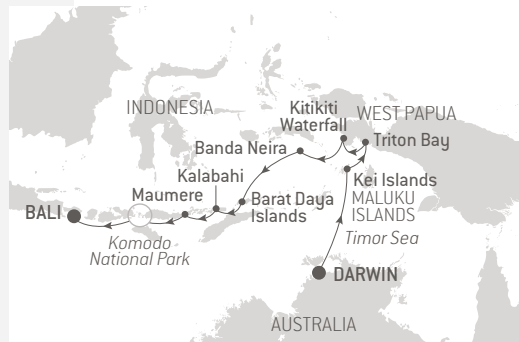 INDONESIA
Kitikiti
Waterfall
WEST PAPUA
Triton Bay
Banda Neira
Kalabahi
Maumere
Kei Islands
MALUKU
ISLANDS
Barat Daya
Islands
BALI
Komodo
National Park
Timor Sea
DARWIN
AUSTRALIA